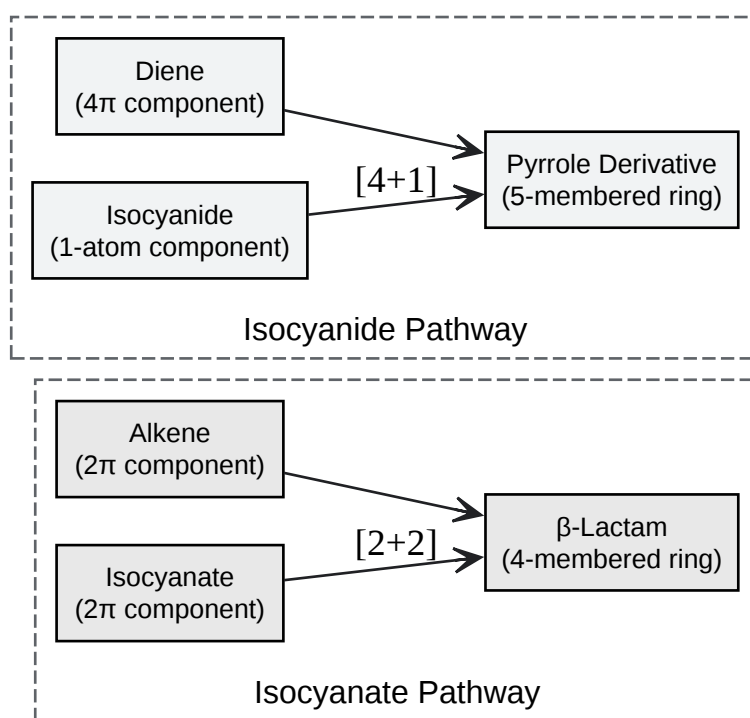 Diene
(4π component)
Isocyanide
(1-atom component)
[4+1]
Pyrrole Derivative
(5-membered ring)
Isocyanide Pathway
Alkene
(2π component)
Isocyanate
(2π component)
[2+2]
β-Lactam
(4-membered ring)
Isocyanate Pathway